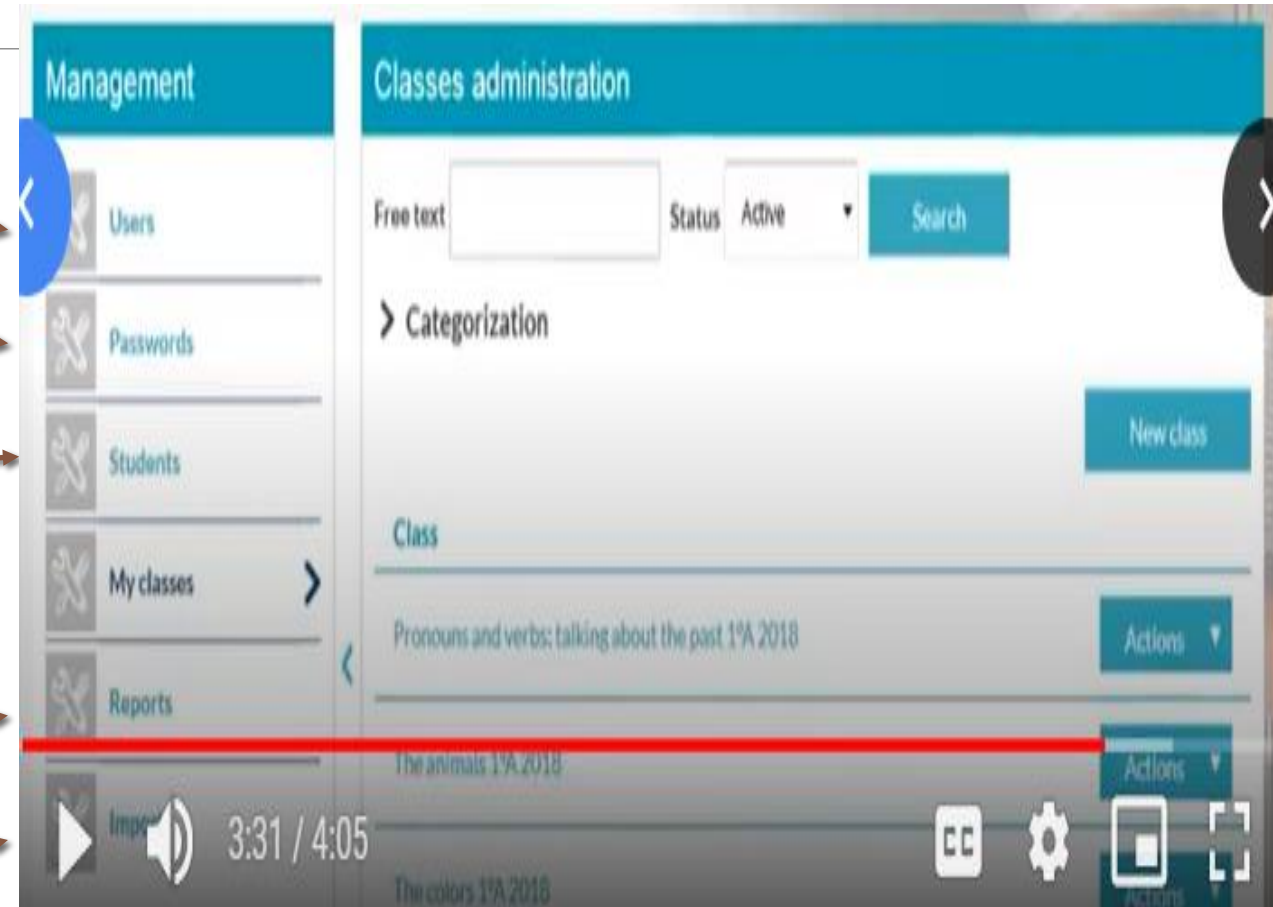 Management
Users
Passwords
Students
My classes
Reports
Classes administration
Free text
Status Active
Search
Categorization
New class
Class
Pronouns and verbs: talking about the past 1ºA 2018
Actions
The animals 1ºA 2018
Actions
The colors 1ºA 2018
Actions
3:31 / 4:05
CC